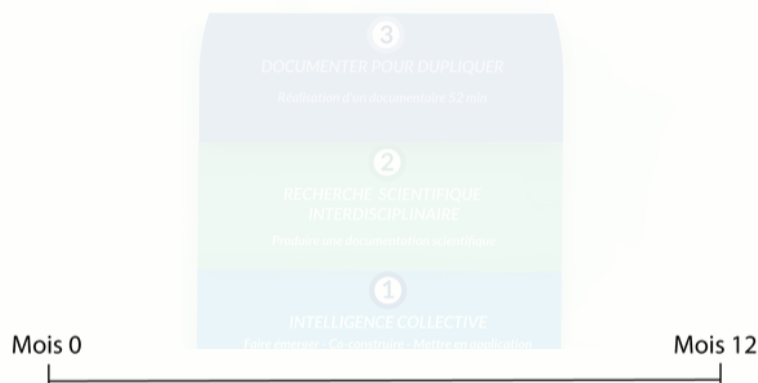 3
DOCUMENTER POUR DUPLIQUER
Réalisation d'un documentaire 52 min
2
RECHERCHE SCIENTIFIQUE
INTERDISCIPLINAIRE
Produire une documentation scientifique
1
INTELLIGENCE COLLECTIVE
Faire émerger - Co-construire - Mettre en application
Mois 0
Mois 12